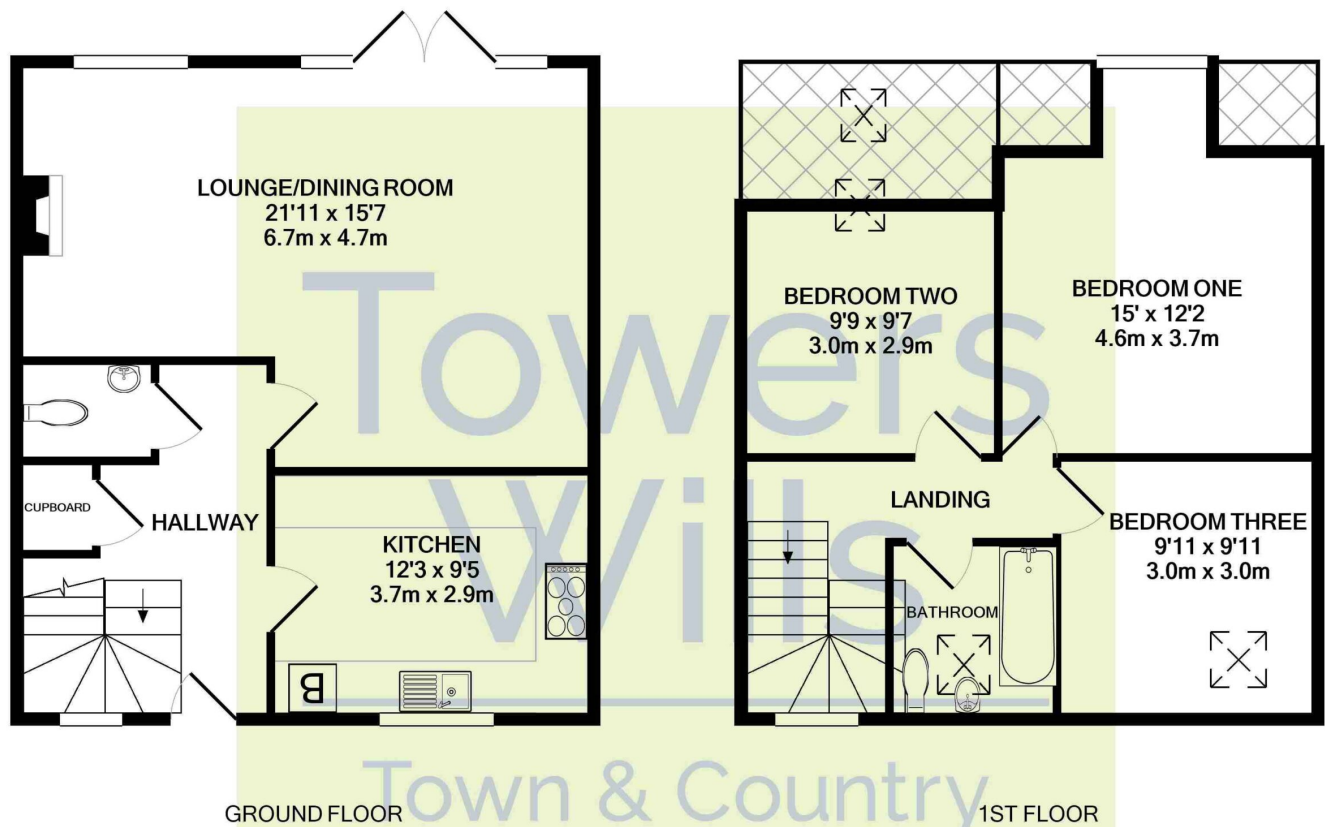 LOUNGE/DINING ROOM
21'11 x 15'7
6.7m x 4.7m
CUPBOARD
HALLWAY
KITCHEN
12'3 x 9'5
3.7m x 2.9m
B
GROUND FLOOR
BEDROOM TWO
9'9 x 9'7
3.0m x 2.9m
BEDROOM ONE
15' x 12'2
4.6m x 3.7m
LANDING
BEDROOM THREE
9'11 x 9'11
3.0m x 3.0m
BATHROOM
1ST FLOOR
Towers
Wills
Town & Country